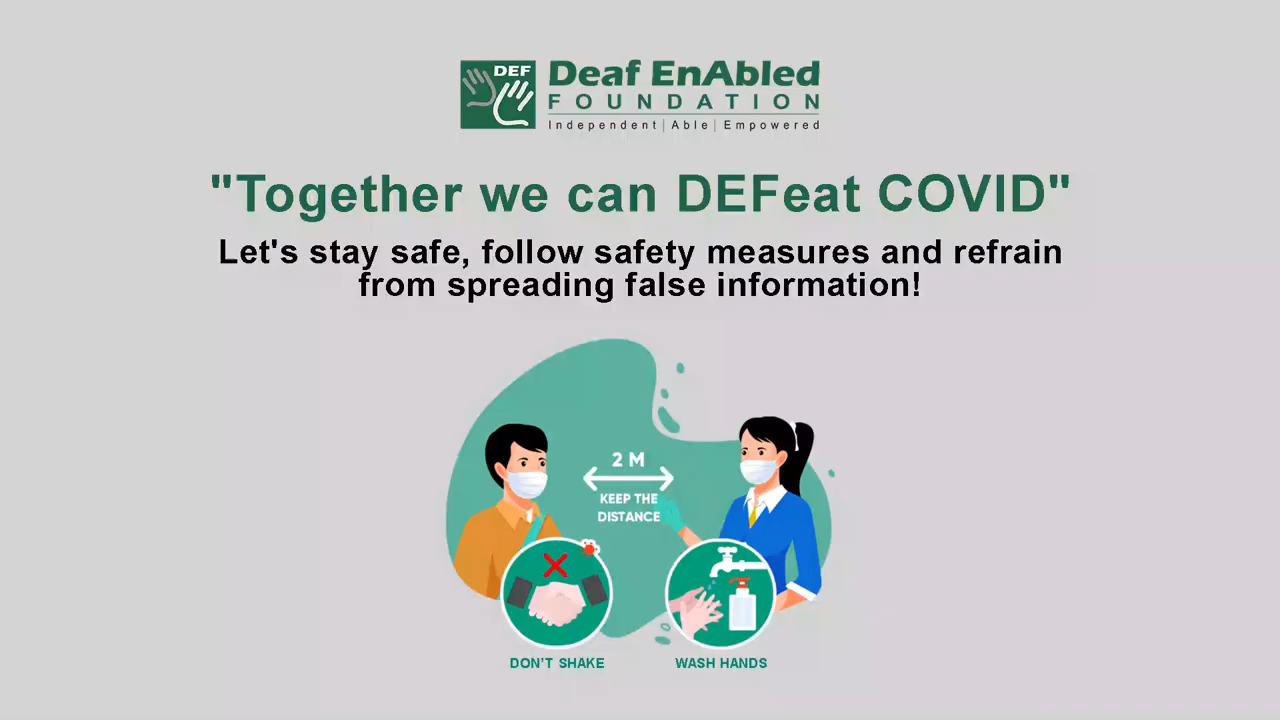 DEF
Deaf EnAbled
FOUNDATION
Independent | Able | Empowered
"Together we can DEFeat COVID"
Let's stay safe, follow safety measures and refrain
from spreading false information!
2 M
KEEP THE
DISTANCE
DON'T SHAKE
WASH HANDS